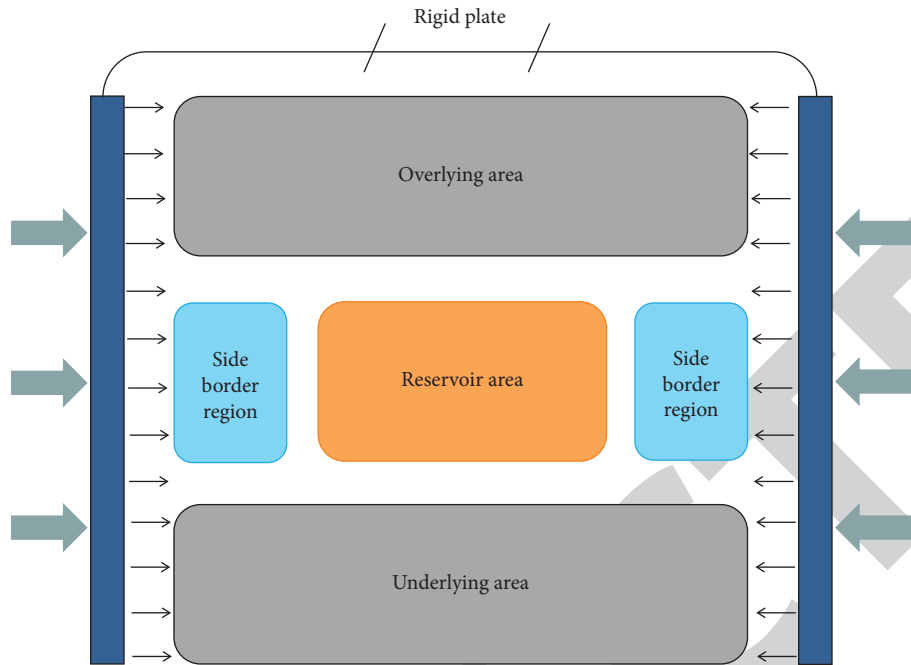 Rigid plate
Overlying area
Side
border
region
Reservoir area
Side
border
region
Underlying area